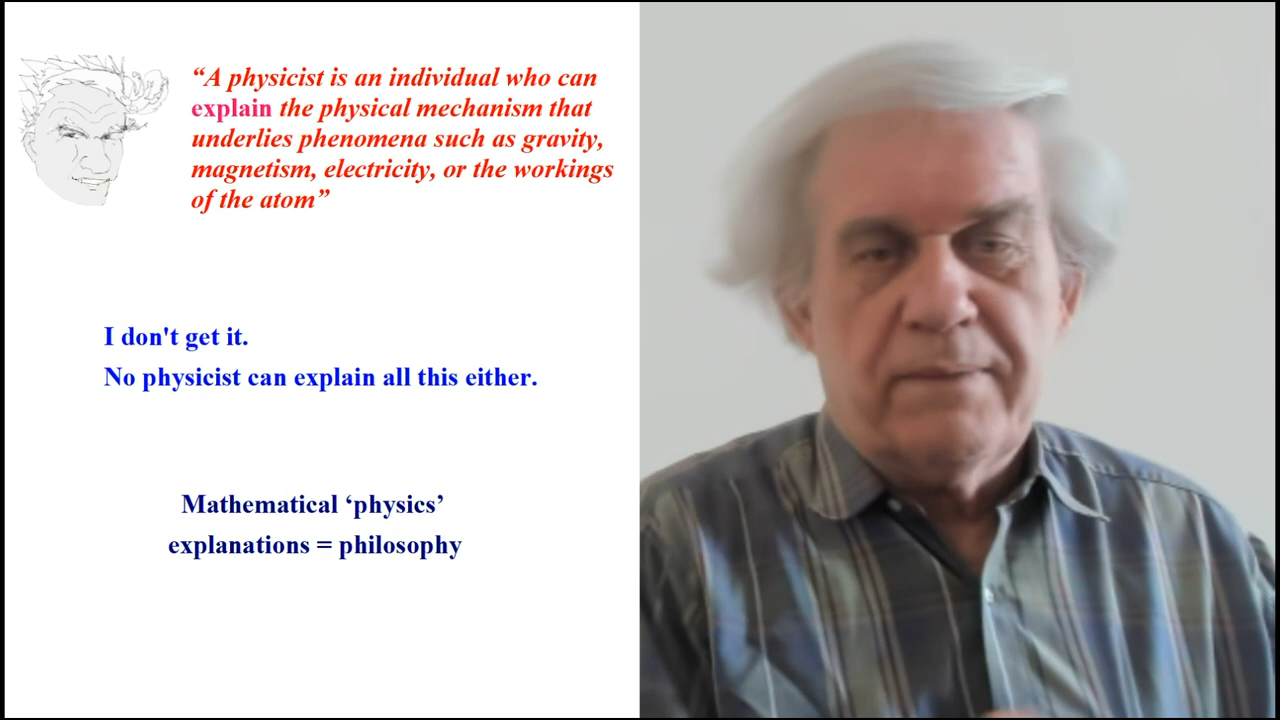 “A physicist is an individual who can
explain the physical mechanism that
underlies phenomena such as gravity,
magnetism, electricity, or the workings
of the atom”
I don't get it.
No physicist can explain all this either.
Mathematical ‘physics’
explanations = philosophy